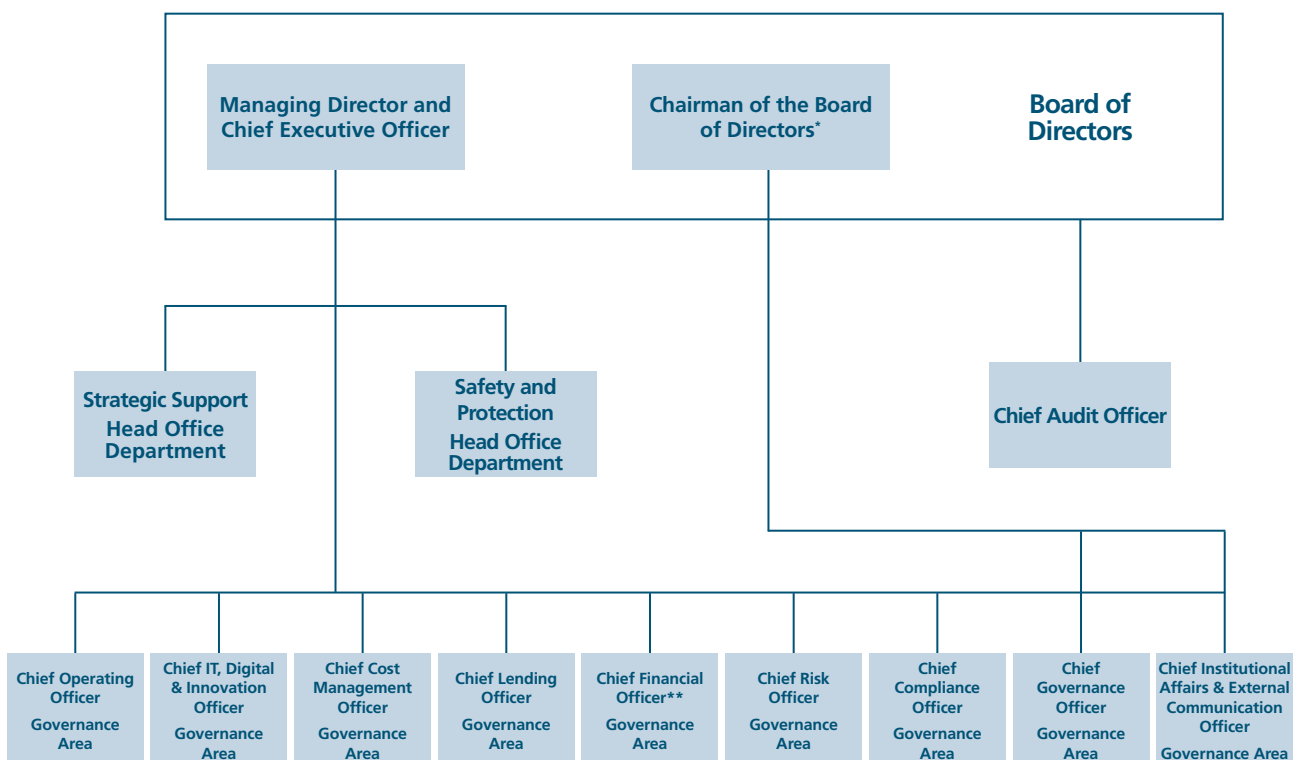 Managing Director and
Chief Executive Officer
Chairman of the Board
of Directors*
Board of
Directors
Strategic Support
Head Office
Department
Safety and
Protection
Head Office
Department
Chief Audit Officer
Chief Operating
Officer
Governance
Area
Chief IT, Digital
& Innovation
Officer
Governance
Area
Chief Cost
Management
Officer
Governance
Area
Chief Lending
Officer
Governance
Area
Chief Financial
Officer**
Governance
Area
Chief Risk
Officer
Governance
Area
Chief
Compliance
Officer
Governance
Area
Chief
Governance
Officer
Governance
Area
Chief Institutional
Affairs & External
Communication
Officer
Governance Area